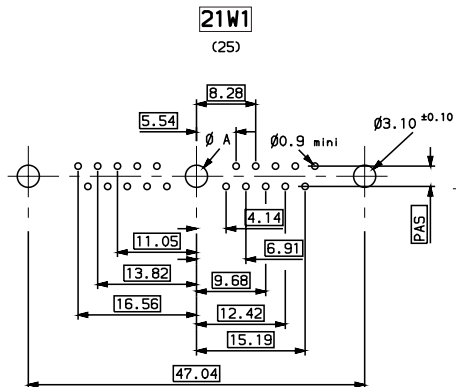 21W1
(25)
8.28
5.54
Ø A
Ø0.9 mini
Ø3.10 ±0.10
4.14
PAS
11.05
6.91
13.82
9.68
16.56
12.42
15.19
47.04